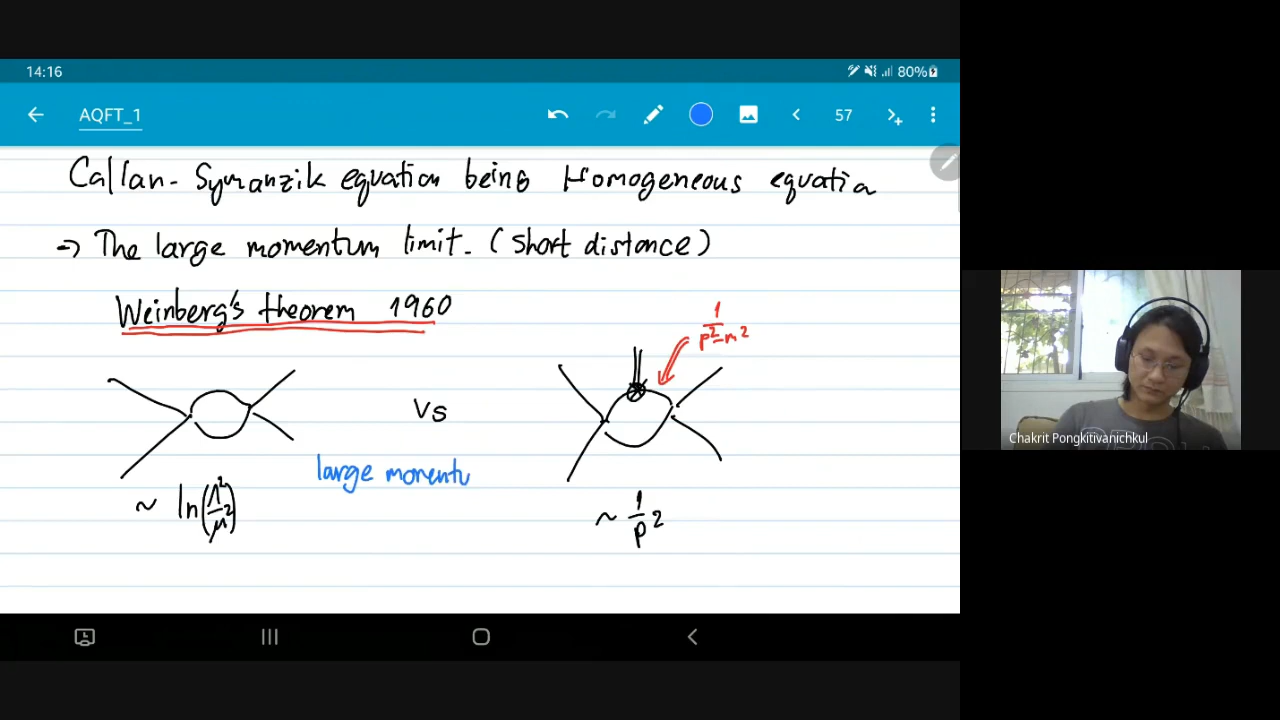 14:16
80%
AQFT_1
57
Callan-Symanzik equation being Homogeneous equatio
→ The large momentum limit. (short distance)
Weinberg's theorem 1960
1/(p²-m²)
vs
large momentu
~ ln(Λ²/μ²)
~ 1/p²
Chakrit Pongkitivanichkul